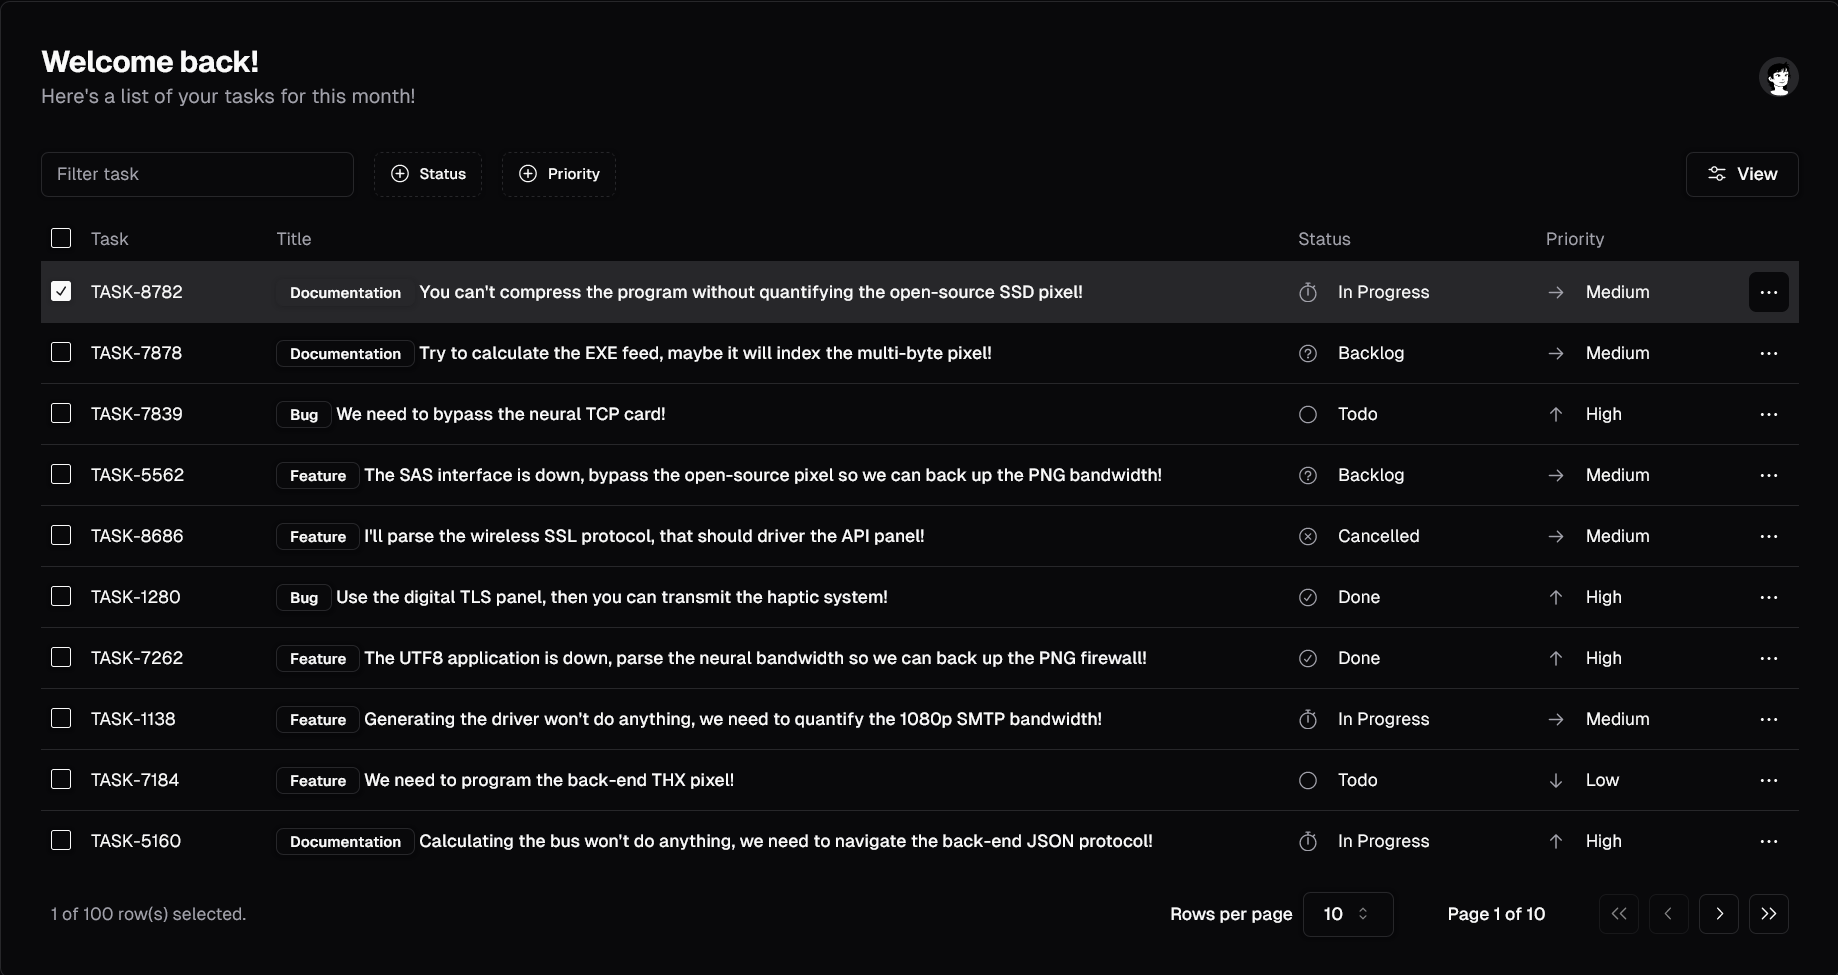 Welcome back!
Here's a list of your tasks for this month!
Filter task Status Priority View
Task Title Status Priority
TASK-8782 Documentation You can't compress the program without quantifying the open-source SSD pixel! In Progress Medium
TASK-7878 Documentation Try to calculate the EXE feed, maybe it will index the multi-byte pixel! Backlog Medium
TASK-7839 Bug We need to bypass the neural TCP card! Todo High
TASK-5562 Feature The SAS interface is down, bypass the open-source pixel so we can back up the PNG bandwidth! Backlog Medium
TASK-8686 Feature I'll parse the wireless SSL protocol, that should driver the API panel! Cancelled Medium
TASK-1280 Bug Use the digital TLS panel, then you can transmit the haptic system! Done High
TASK-7262 Feature The UTF8 application is down, parse the neural bandwidth so we can back up the PNG firewall! Done High
TASK-1138 Feature Generating the driver won't do anything, we need to quantify the 1080p SMTP bandwidth! In Progress Medium
TASK-7184 Feature We need to program the back-end THX pixel! Todo Low
TASK-5160 Documentation Calculating the bus won't do anything, we need to navigate the back-end JSON protocol! In Progress High
1 of 100 row(s) selected. Rows per page 10 Page 1 of 10